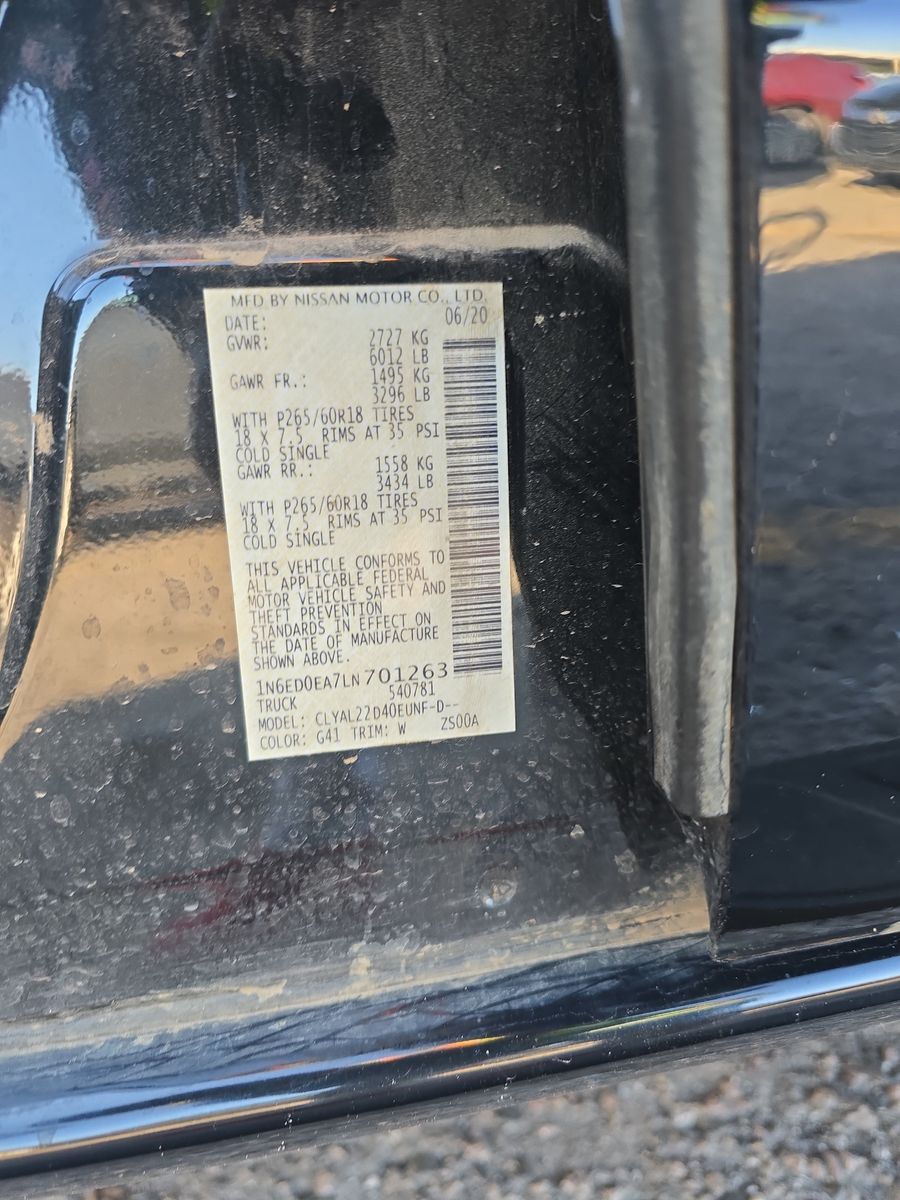 MFD BY NISSAN MOTOR CO., LTD.
DATE: 06/20
GVWR: 2727 KG
6012 LB
GAWR FR.: 1495 KG
3296 LB
WITH P265/60R18 TIRES
18 X 7.5 RIMS AT 35 PSI
COLD SINGLE
GAWR RR.: 1558 KG
3434 LB
WITH P265/60R18 TIRES
18 X 7.5 RIMS AT 35 PSI
COLD SINGLE
THIS VEHICLE CONFORMS TO
ALL APPLICABLE FEDERAL
MOTOR VEHICLE SAFETY AND
THEFT PREVENTION
STANDARDS IN EFFECT ON
THE DATE OF MANUFACTURE
SHOWN ABOVE.
1N6ED0EA7LN701263
TRUCK 540781
MODEL: CLYAL22D40EUNF-D--
COLOR: G41 TRIM: W ZS00A